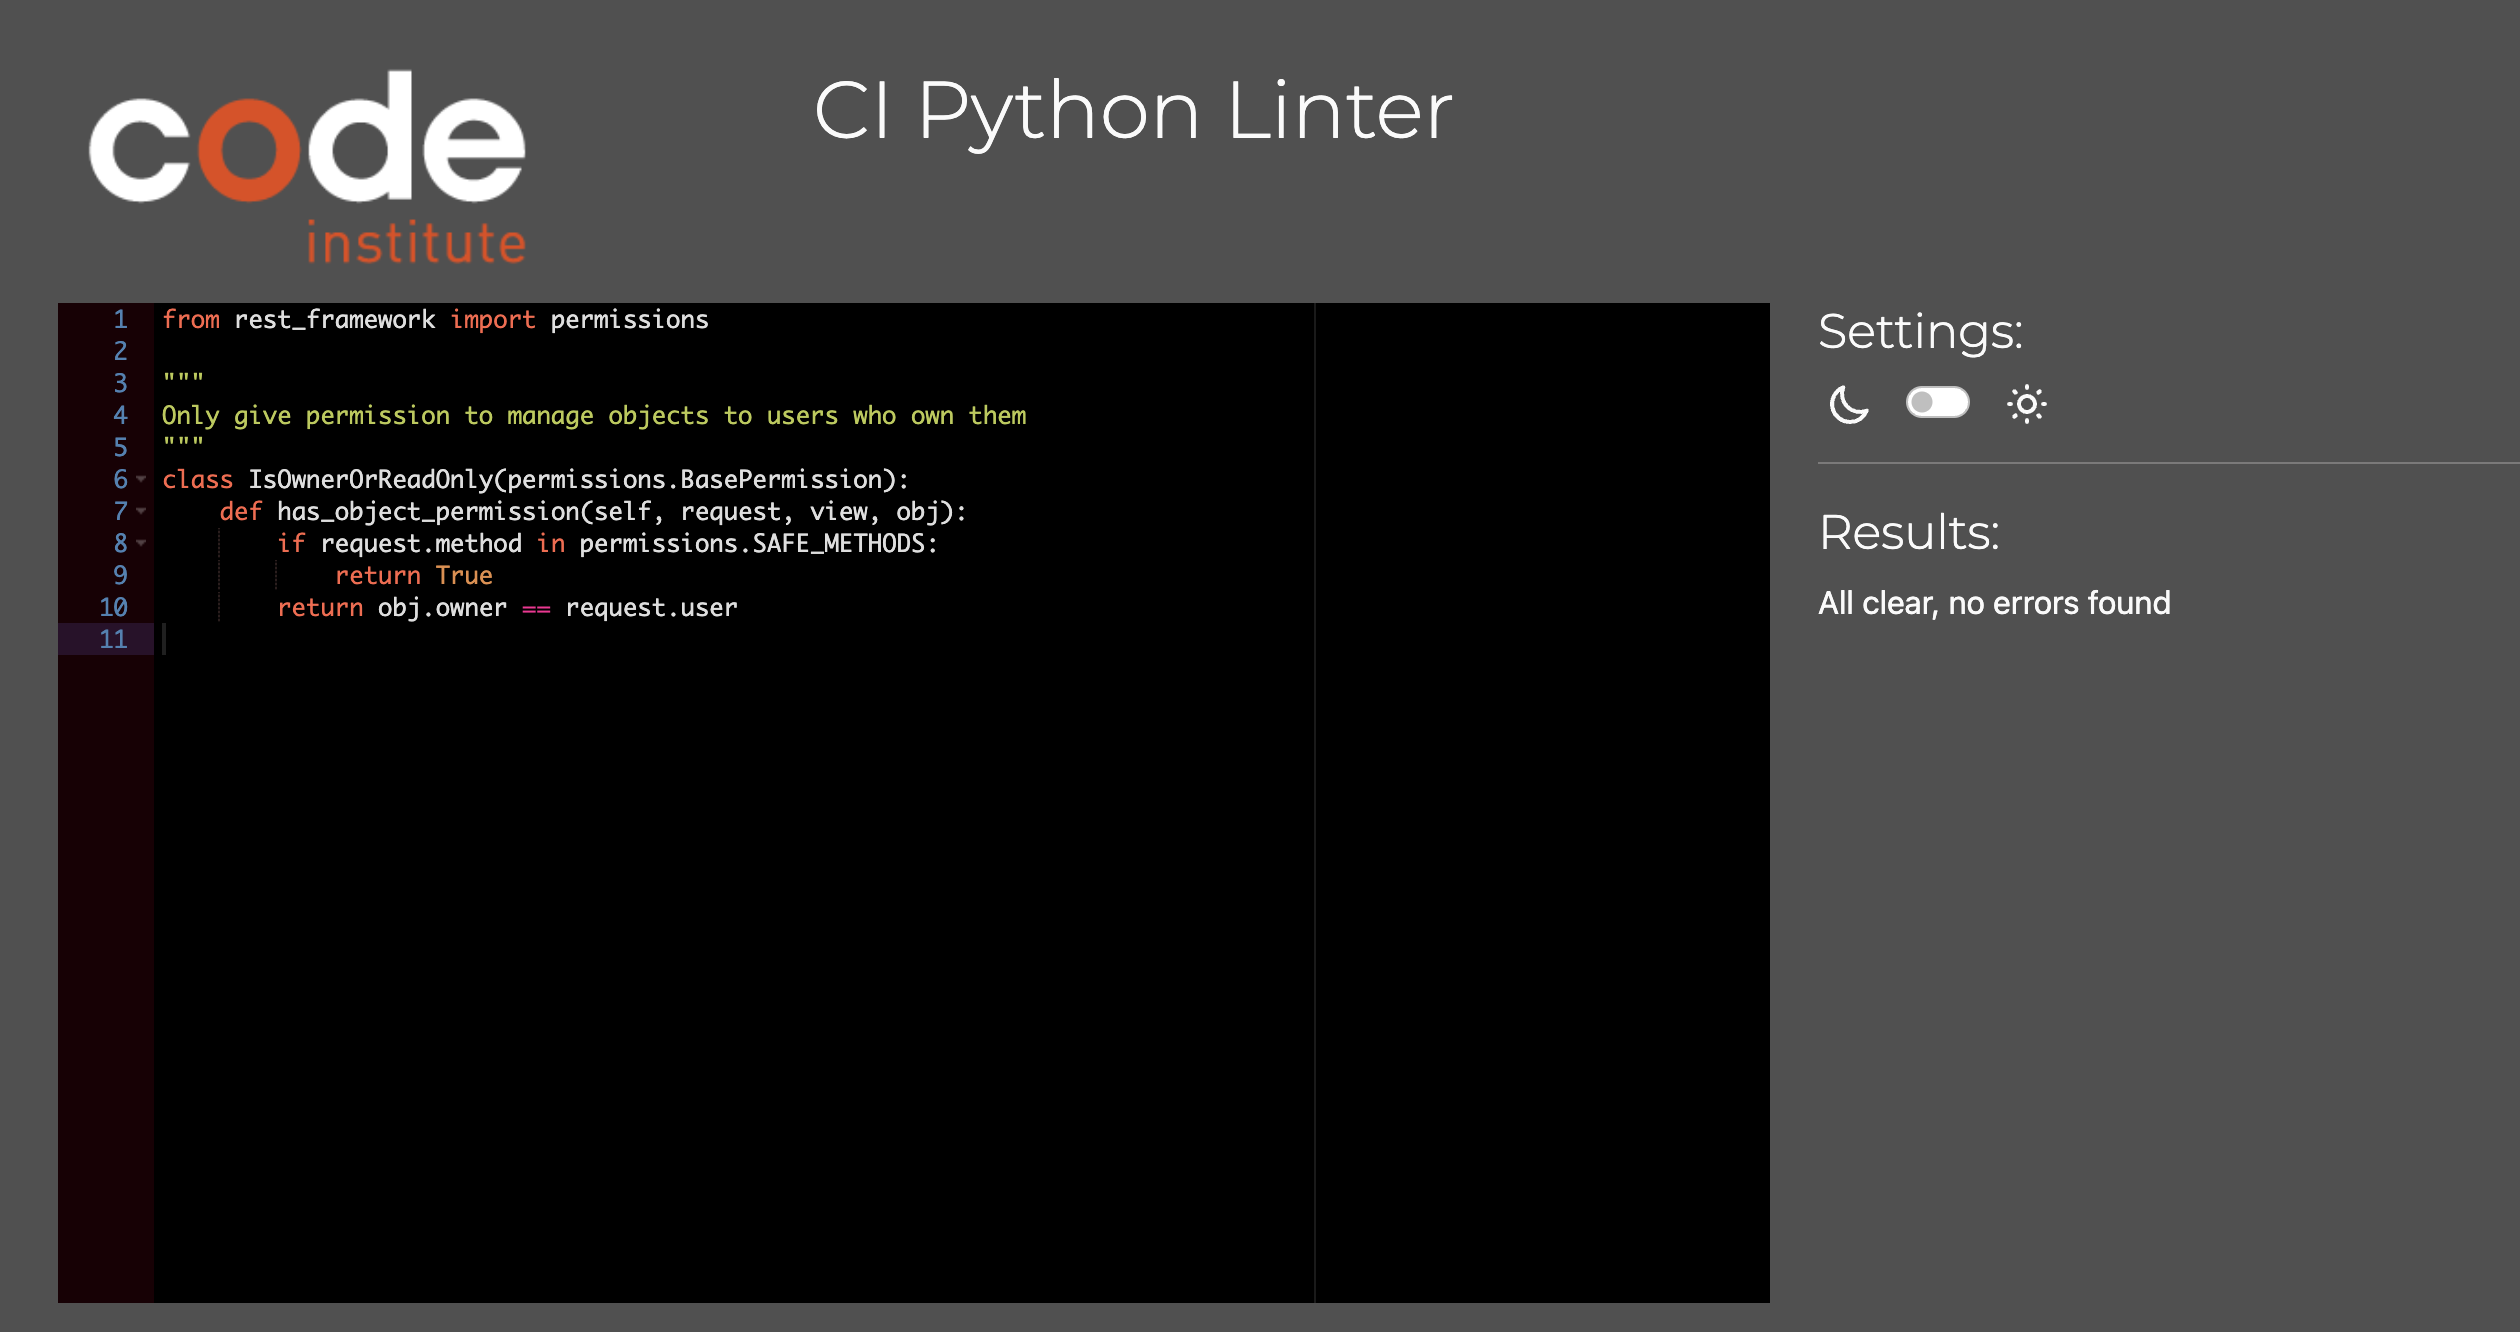 code
institute
CI Python Linter
1 from rest_framework import permissions
2
3 """
4 Only give permission to manage objects to users who own them
5 """
6 class IsOwnerOrReadOnly(permissions.BasePermission):
7     def has_object_permission(self, request, view, obj):
8         if request.method in permissions.SAFE_METHODS:
9             return True
10         return obj.owner == request.user
11
Settings:
Results:
All clear, no errors found